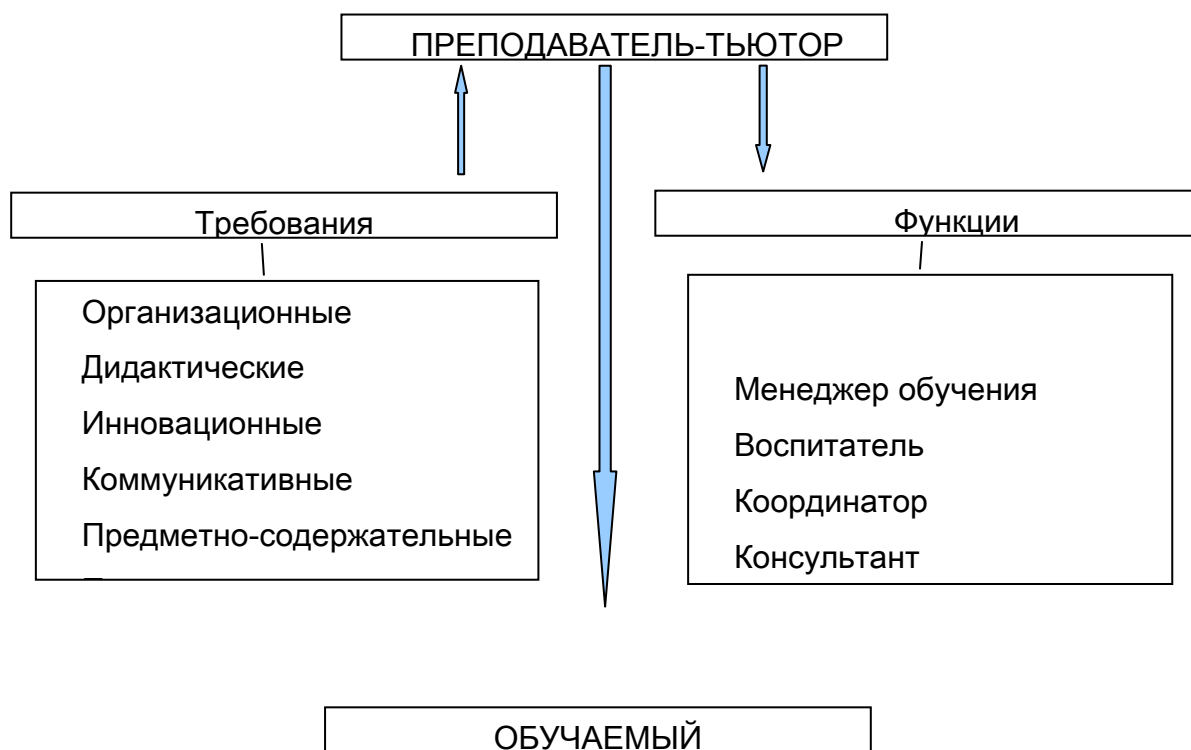 ПРЕПОДАВАТЕЛЬ-ТЬЮТОР
Требования
Функции
Организационные
Дидактические
Инновационные
Коммуникативные
Предметно-содержательные
Менеджер обучения
Воспитатель
Координатор
Консультант
ОБУЧАЕМЫЙ